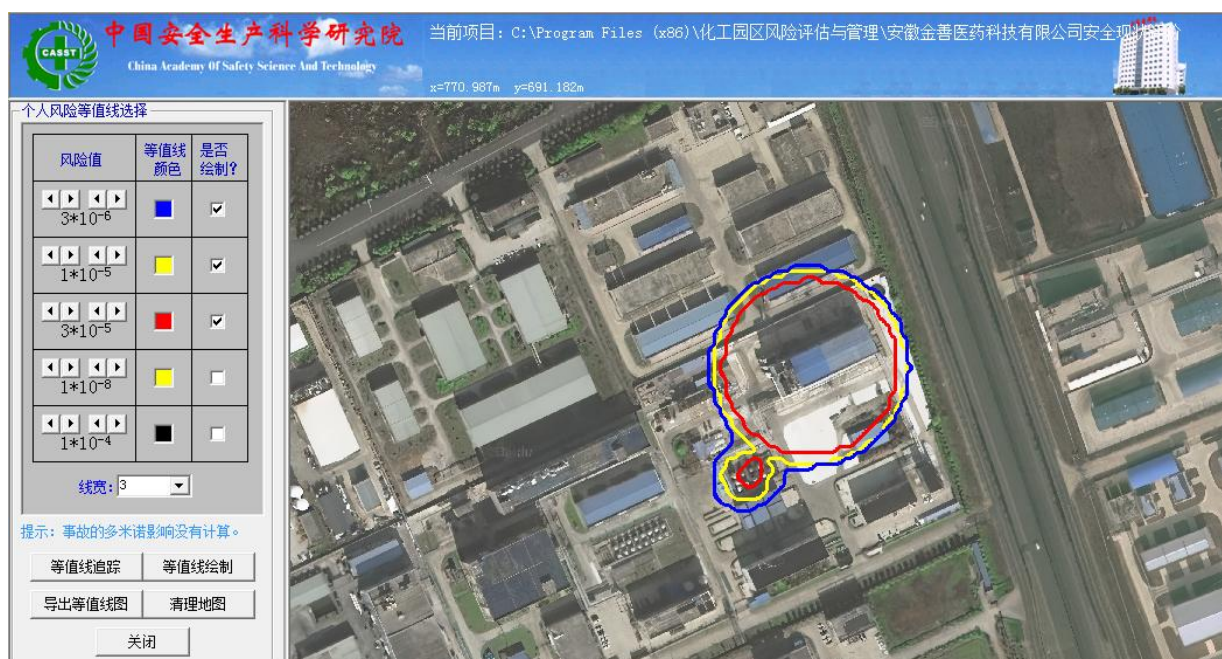 CASST
中国安全生产科学研究院
China Academy Of Safety Science And Technology
当前项目：C:\Program Files (x86)\化工园区风险评估与管理\安徽金善医药科技有限公司安全现状评价
x=770.987m y=691.182m
个人风险等值线选择
风险值 等值线颜色 是否绘制?
3*10-6
1*10-5
3*10-5
1*10-8
1*10-4
线宽: 3
提示：事故的多米诺影响没有计算。
等值线追踪 等值线绘制
导出等值线图 清理地图
关闭